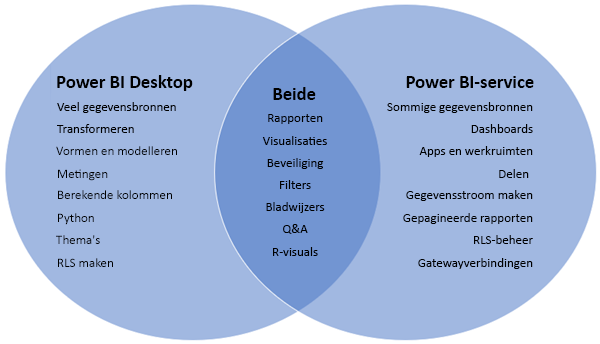 Power BI Desktop
Veel gegevensbronnen
Transformeren
Vormen en modelleren
Metingen
Berekende kolommen
Python
Thema's
RLS maken
Beide
Rapporten
Visualisaties
Beveiliging
Filters
Bladwijzers
Q&A
R-visuals
Power BI-service
Sommige gegevensbronnen
Dashboards
Apps en werkruimten
Delen
Gegevensstroom maken
Gepagineerde rapporten
RLS-beheer
Gatewayverbindingen